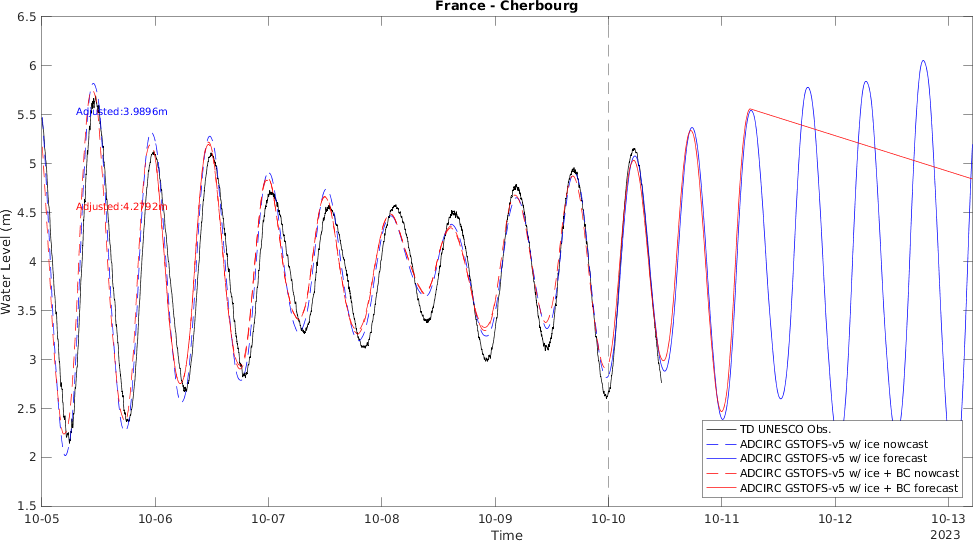 France - Cherbourg
6.5
6
5.5
5
4.5
4
3.5
3
2.5
2
1.5
Water Level (m)
Adjusted:3.9896m
Adjusted:4.2792m
TD UNESCO Obs.
ADCIRC GSTOFS-v5 w/ ice nowcast
ADCIRC GSTOFS-v5 w/ ice forecast
ADCIRC GSTOFS-v5 w/ ice + BC nowcast
ADCIRC GSTOFS-v5 w/ ice + BC forecast
10-05 10-06 10-07 10-08 10-09 10-10 10-11 10-12 10-13
2023
Time